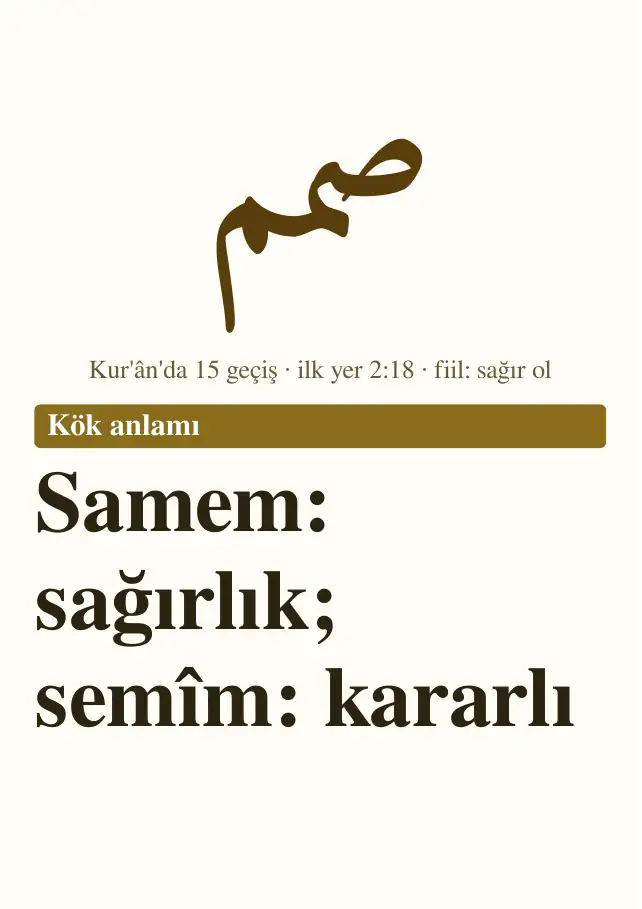 صمم
Kur'ân'da 15 geçiş · ilk yer 2:18 · fiil: sağır ol
Kök anlamı
Samem:
sağırlık;
semîm: kararlı